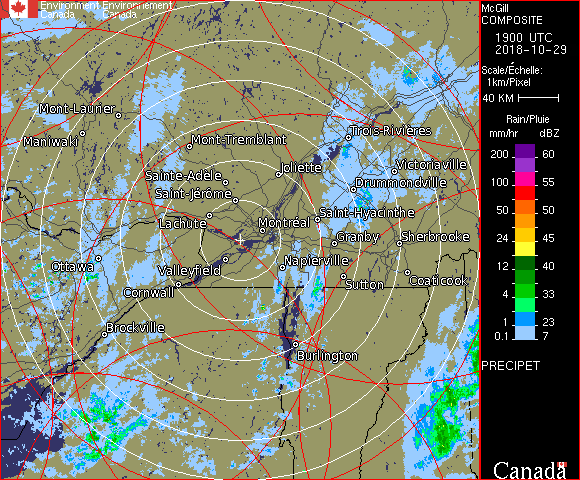 Environment Environnement
Canada Canada
McGill
COMPOSITE
1900 UTC
2018-10-29
Scale/Échelle:
1km/Pixel
40 KM
Rain/Pluie
mm/hr dBZ
200 60
100 55
50 50
24 45
12 40
4 33
1 23
0.1 7
PRECIPET
Canada
Mont-Laurier
Maniwaki
Mont-Tremblant
Trois-Rivières
Joliette
Victoriaville
Sainte-Adèle
Drummondville
Saint-Jérôme
Saint-Hyacinthe
Lachute
Montréal
Granby
Sherbrooke
Ottawa
Valleyfield
Napierville
Coaticook
Cornwall
Sutton
Brockville
Burlington